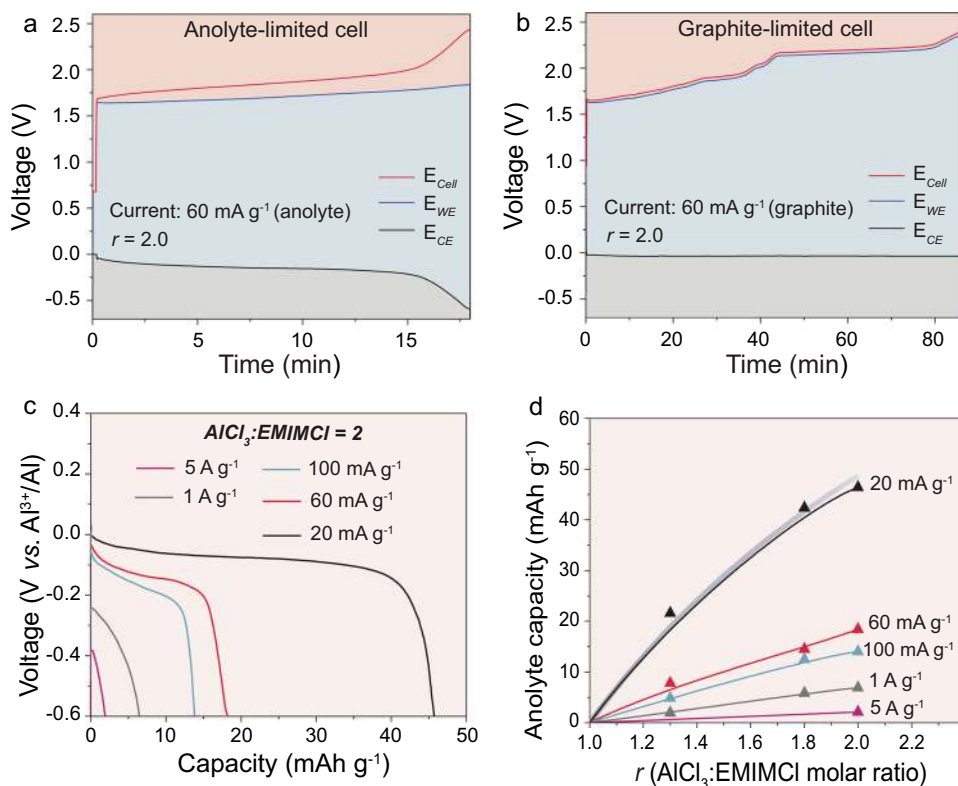 a
Anolyte-limited cell
2.5
2.0
1.5
1.0
0.5
0.0
-0.5
Voltage (V)
E_Cell
E_WE
E_CE
Current: 60 mA g⁻¹ (anolyte)
r = 2.0
0 5 10 15
Time (min)
b
Graphite-limited cell
2.5
2.0
1.5
1.0
0.5
0.0
-0.5
Voltage (V)
E_Cell
E_WE
E_CE
Current: 60 mA g⁻¹ (graphite)
r = 2.0
0 20 40 60 80
Time (min)
c
AlCl₃:EMIMCl = 2
5 A g⁻¹
1 A g⁻¹
100 mA g⁻¹
60 mA g⁻¹
20 mA g⁻¹
0.4
0.2
0.0
-0.2
-0.4
-0.6
Voltage (V vs. Al³⁺/Al)
0 10 20 30 40 50
Capacity (mAh g⁻¹)
d
60
50
40
30
20
10
0
Anolyte capacity (mAh g⁻¹)
20 mA g⁻¹
60 mA g⁻¹
100 mA g⁻¹
1 A g⁻¹
5 A g⁻¹
1.0 1.2 1.4 1.6 1.8 2.0 2.2
r (AlCl₃:EMIMCl molar ratio)